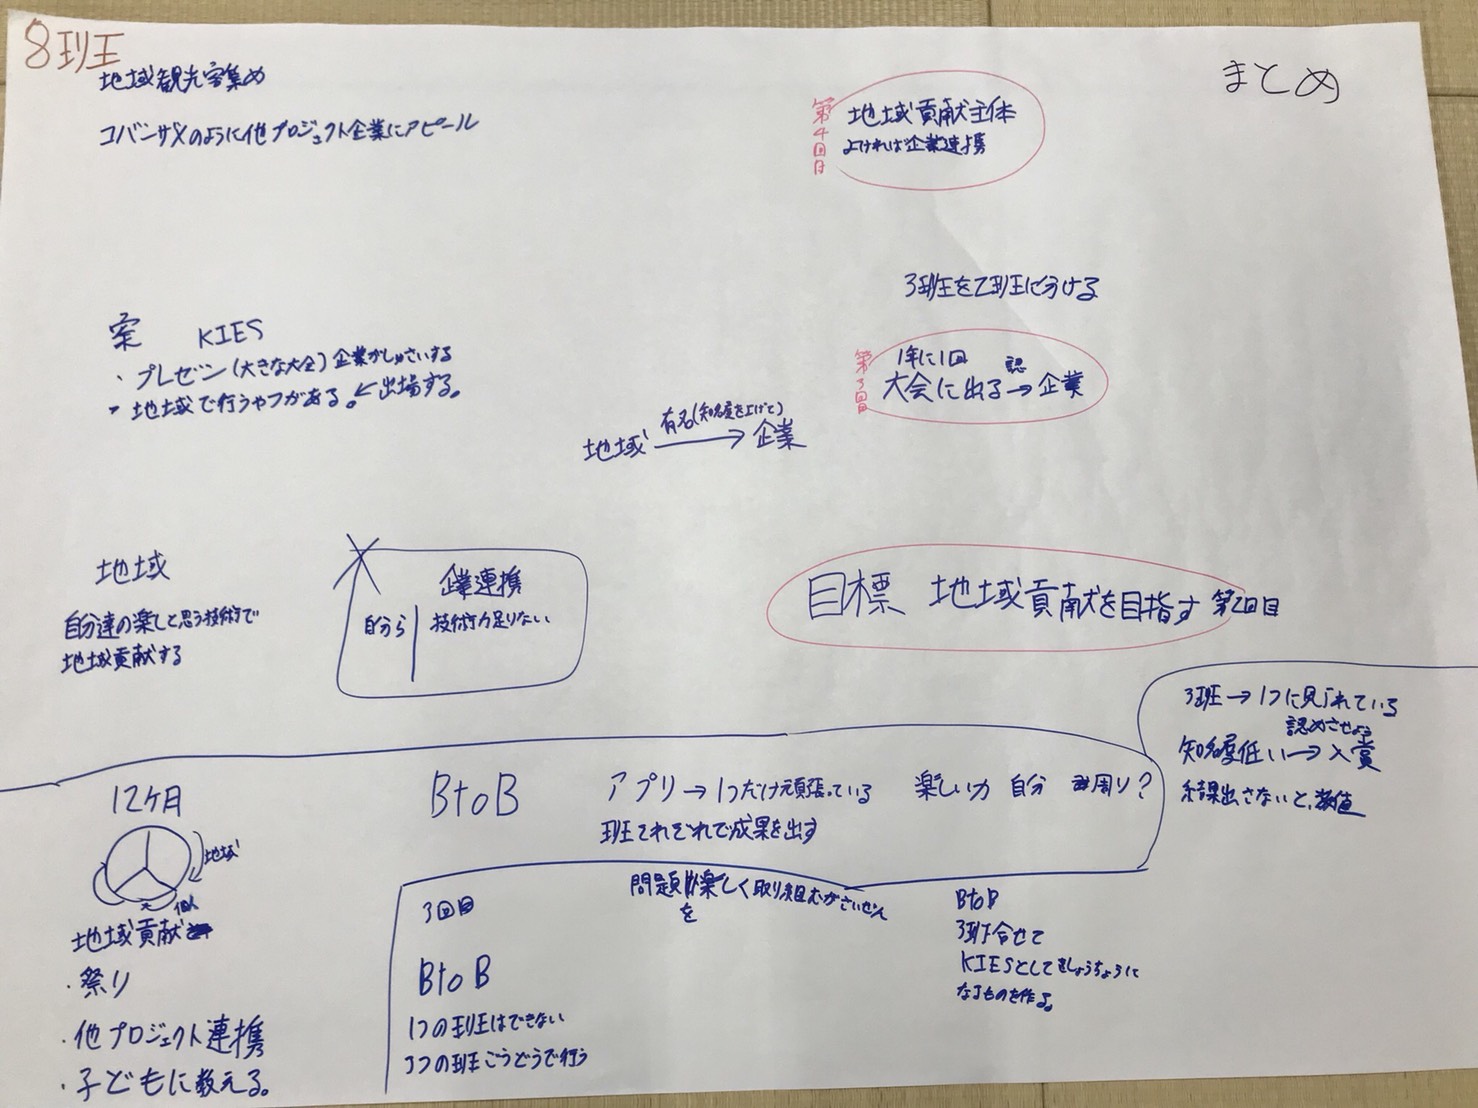 8班
地域観光客集め
コバンザメのように他プロジェクト企業にアピール
まとめ
第4回目
地域貢献主体
よければ企業連携
3班を2班に分ける
案 KIES
・プレゼン(大きな大会)企業がしゅさいする
・地域で行うやつがある。←出場する。
地域 有名(知名度を上げて)→ 企業
第3回目
1年に1回 認
大会に出る→企業
地域
自分達の楽しと思う技術で
地域貢献する
企業連携
自分ら 技術力足りない
目標 地域貢献を目指す 第2回目
3班→1つに見られている
認めさせよう
知名度低い→入賞
結果出さないと、
12ヶ月
地域
地域貢献
・祭り
・他プロジェクト連携
・子どもに教える。
BtoB
アプリ→1つだけ頑張っている
班それぞれで成果を出す
楽しいか 自分 周り?
3回目
問題を楽しく取り組むがさいせん
BtoB
1つの班はできない
3つの班ごうどうで行う
BtoB
3班合せて
KIESとして
なるものを作る。